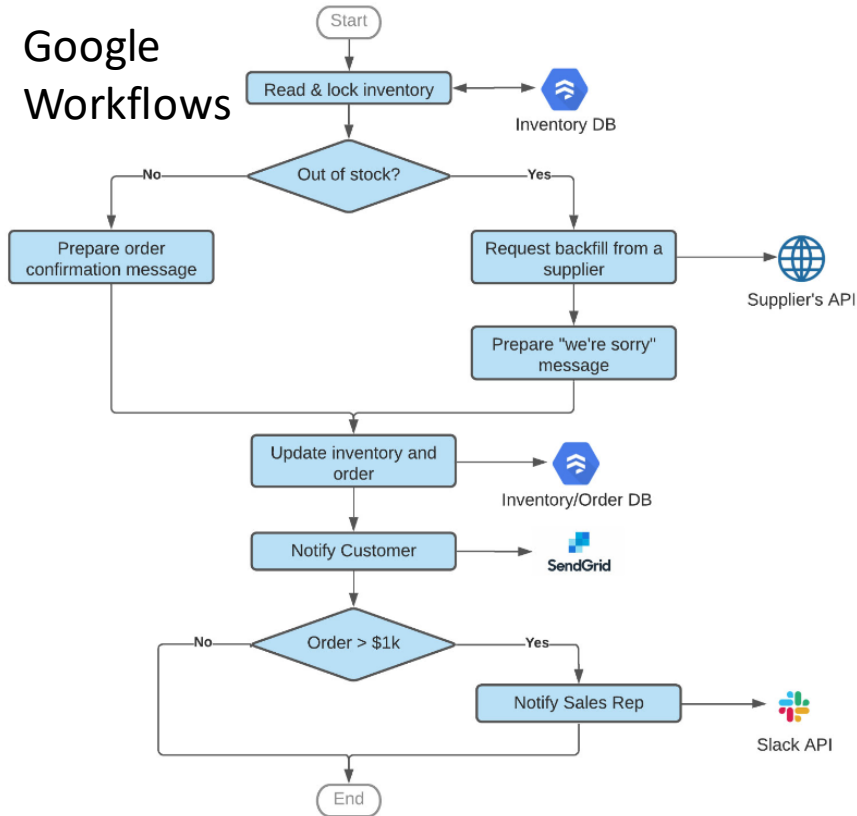 Google
Workflows
Start
Read & lock inventory
Inventory DB
Out of stock?
No
Yes
Prepare order
confirmation message
Request backfill from a
supplier
Supplier's API
Prepare "we're sorry"
message
Update inventory and
order
Inventory/Order DB
Notify Customer
SendGrid
Order > $1k
No
Yes
Notify Sales Rep
Slack API
End